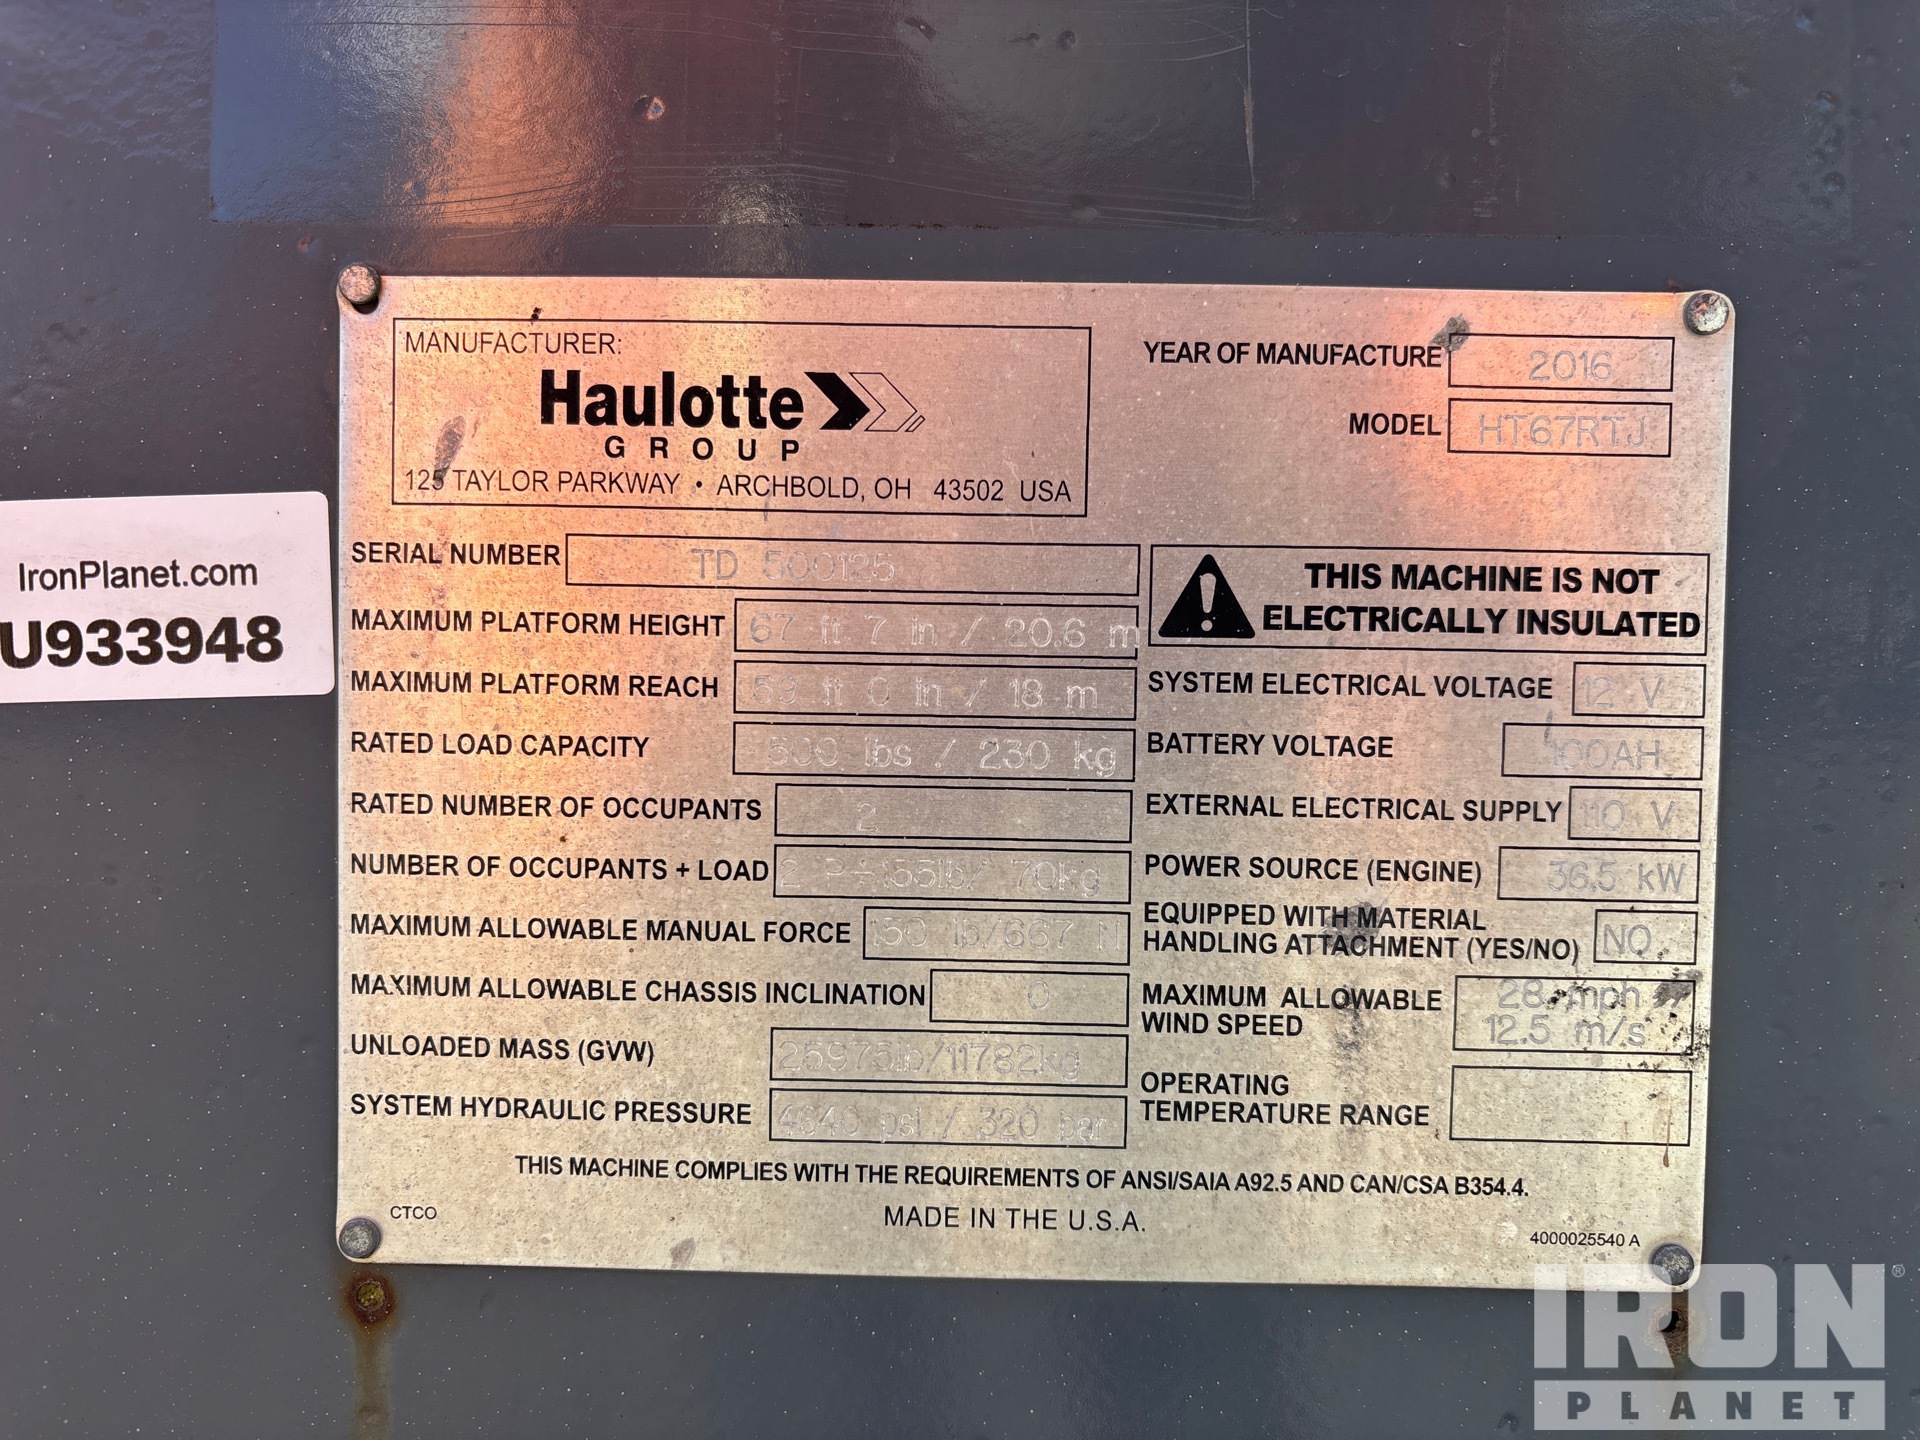 MANUFACTURER:
Haulotte
GROUP
125 TAYLOR PARKWAY • ARCHBOLD, OH 43502 USA
YEAR OF MANUFACTURE 2016
MODEL HT67RTJ
IronPlanet.com
U933948
SERIAL NUMBER TD 500125
MAXIMUM PLATFORM HEIGHT 67 ft 7 in / 20.6 m
MAXIMUM PLATFORM REACH 59 ft 0 in / 18 m
RATED LOAD CAPACITY 500 lbs / 230 kg
RATED NUMBER OF OCCUPANTS 2
NUMBER OF OCCUPANTS + LOAD 2 P+155lb/ 70kg
MAXIMUM ALLOWABLE MANUAL FORCE 150 lb/667 N
MAXIMUM ALLOWABLE CHASSIS INCLINATION 0
UNLOADED MASS (GVW) 25975lb/11782kg
SYSTEM HYDRAULIC PRESSURE 4640 psi / 320 bar
THIS MACHINE IS NOT
ELECTRICALLY INSULATED
SYSTEM ELECTRICAL VOLTAGE 12 V
BATTERY VOLTAGE 100AH
EXTERNAL ELECTRICAL SUPPLY 110 V
POWER SOURCE (ENGINE) 36.5 kW
EQUIPPED WITH MATERIAL
HANDLING ATTACHMENT (YES/NO) NO
MAXIMUM ALLOWABLE 28 mph
WIND SPEED 12.5 m/s
OPERATING
TEMPERATURE RANGE
THIS MACHINE COMPLIES WITH THE REQUIREMENTS OF ANSI/SAIA A92.5 AND CAN/CSA B354.4.
CTCO
MADE IN THE U.S.A.
4000025540 A
IRON
PLANET